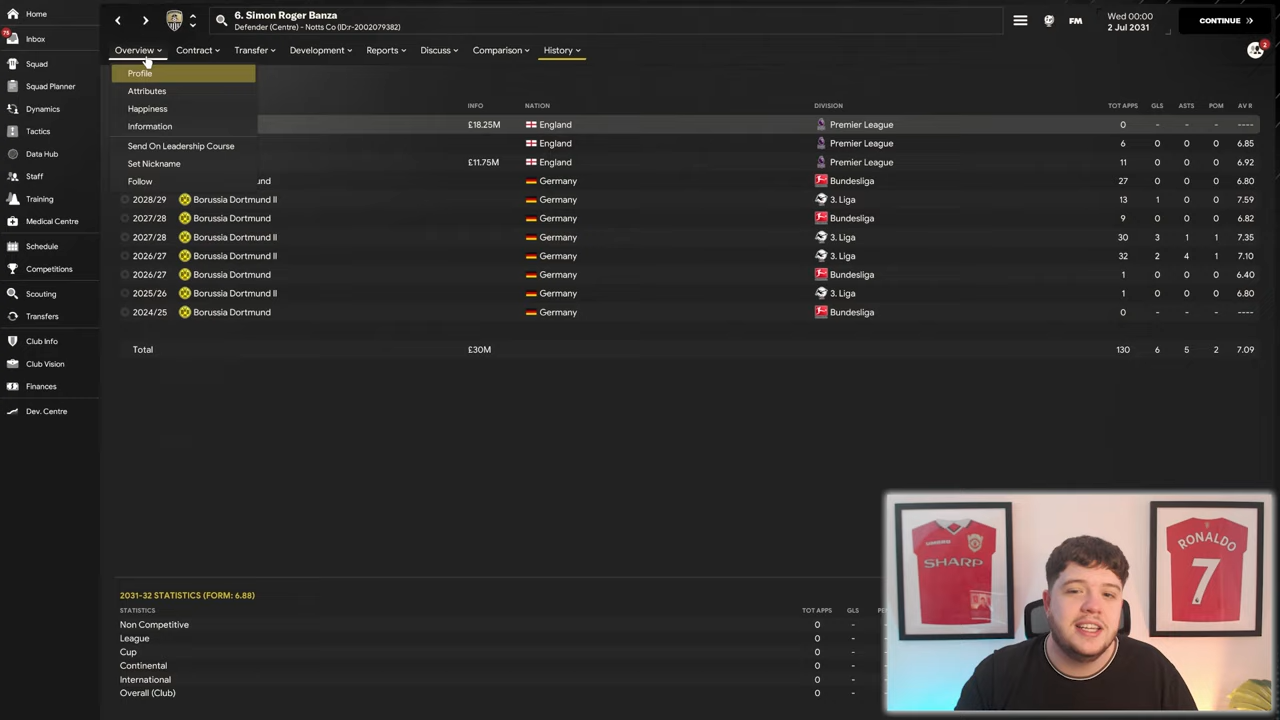 Home
75
Inbox
Squad
Squad Planner
Dynamics
Tactics
Data Hub
Staff
Training
Medical Centre
Schedule
Competitions
Scouting
Transfers
Club Info
Club Vision
Finances
Dev. Centre
6. Simon Roger Banza
Defender (Centre) - Notts Co (ID:r-2002079382)
FM
Wed 00:00
2 Jul 2031
CONTINUE
2
Overview Contract Transfer Development Reports Discuss Comparison History
Profile
Attributes
Happiness
Information
Send On Leadership Course
Set Nickname
Follow
INFO NATION DIVISION TOT APPS GLS ASTS POM AV R
£18.25M England Premier League 0 - - - ----
England Premier League 6 0 0 0 6.85
£11.75M England Premier League 11 0 0 0 6.92
und Germany Bundesliga 27 0 0 0 6.80
2028/29 Borussia Dortmund II Germany 3. Liga 13 1 0 0 7.59
2027/28 Borussia Dortmund Germany Bundesliga 9 0 0 0 6.82
2027/28 Borussia Dortmund II Germany 3. Liga 30 3 1 1 7.35
2026/27 Borussia Dortmund II Germany 3. Liga 32 2 4 1 7.10
2026/27 Borussia Dortmund Germany Bundesliga 1 0 0 0 6.40
2025/26 Borussia Dortmund II Germany 3. Liga 1 0 0 0 6.80
2024/25 Borussia Dortmund Germany Bundesliga 0 - - - ----
Total £30M 130 6 5 2 7.09
2031-32 STATISTICS (FORM: 6.88)
STATISTICS TOT APPS GLS PE
Non Competitive 0 -
League 0 -
Cup 0 -
Continental 0 -
International 0 -
Overall (Club) 0 -
SHARP
RONALDO
7